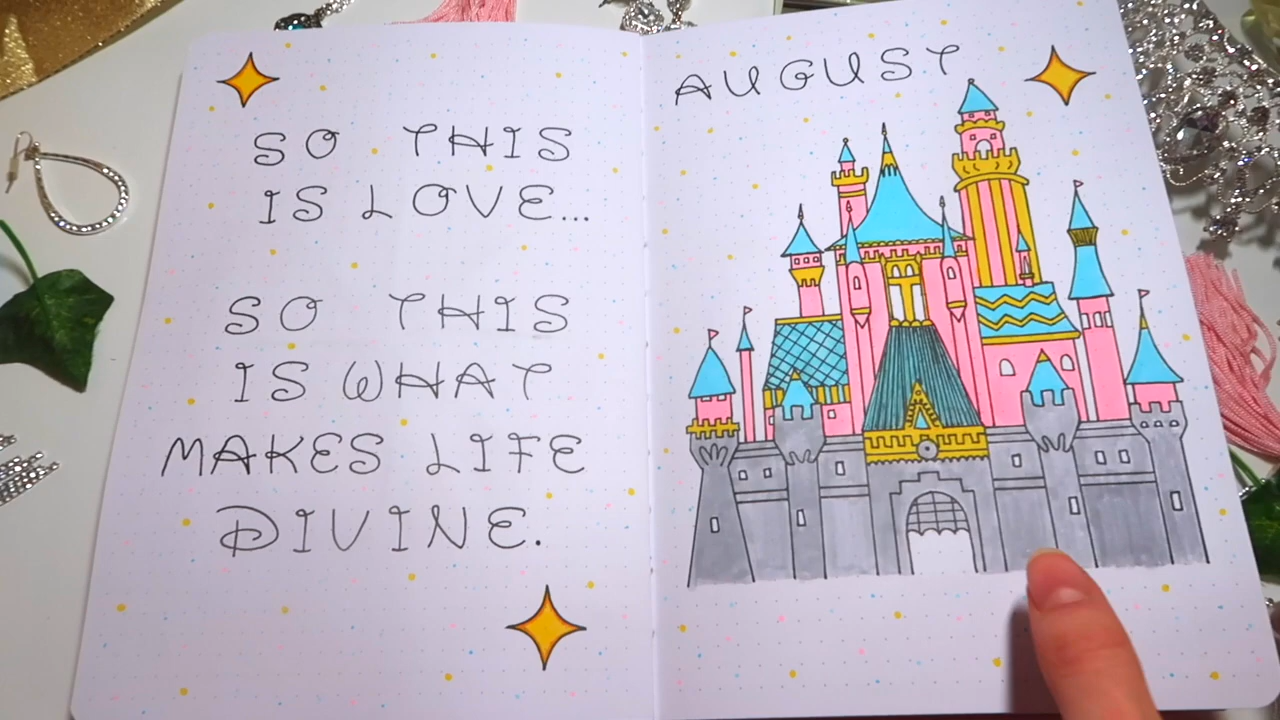 SO THIS
IS LOVE...
SO THIS
IS WHAT
MAKES LIFE
DIVINE.
AUGUST